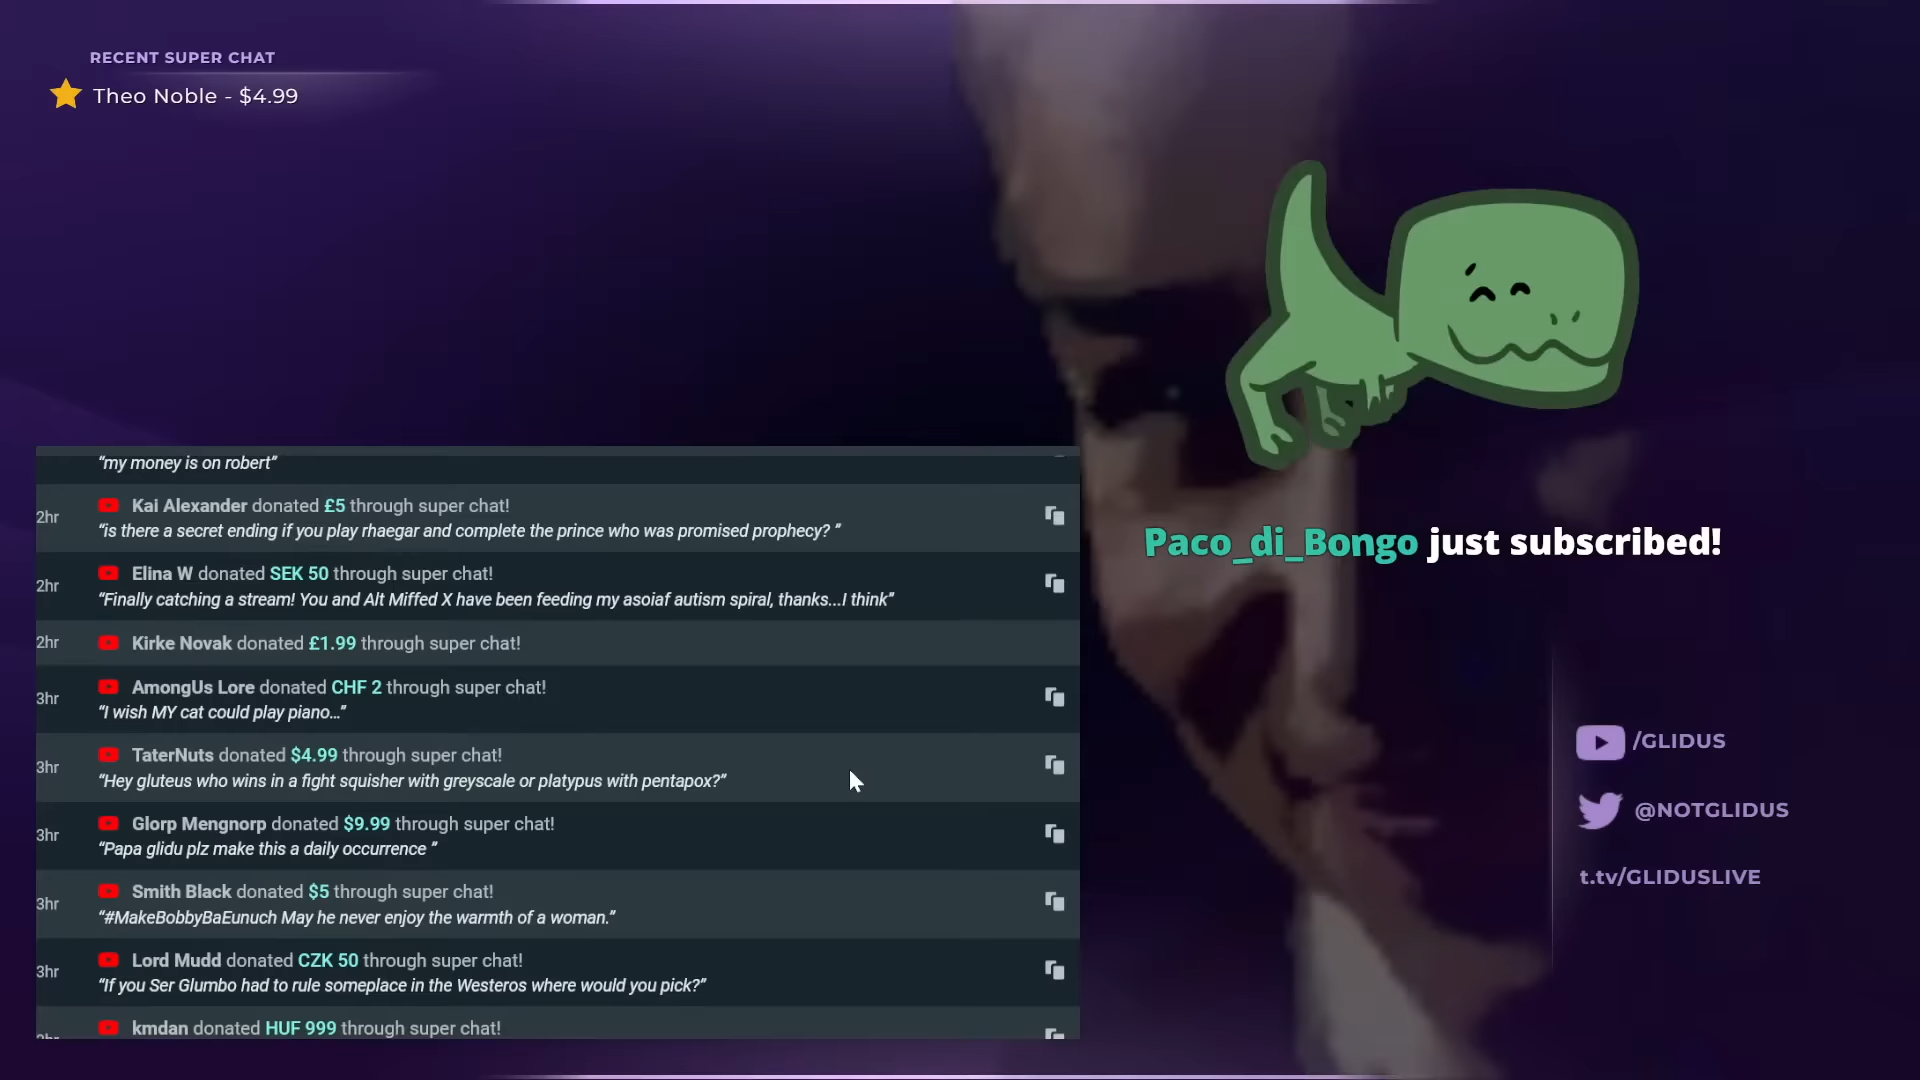 RECENT SUPER CHAT
Theo Noble - $4.99
“my money is on robert”
2hr
Kai Alexander donated £5 through super chat!
“is there a secret ending if you play rhaegar and complete the prince who was promised prophecy? ”
2hr
Elina W donated SEK 50 through super chat!
“Finally catching a stream! You and Alt Miffed X have been feeding my asoiaf autism spiral, thanks...I think”
2hr
Kirke Novak donated £1.99 through super chat!
3hr
AmongUs Lore donated CHF 2 through super chat!
“I wish MY cat could play piano...”
3hr
TaterNuts donated $4.99 through super chat!
“Hey gluteus who wins in a fight squisher with greyscale or platypus with pentapox?”
3hr
Glorp Mengnorp donated $9.99 through super chat!
“Papa glidu plz make this a daily occurrence ”
3hr
Smith Black donated $5 through super chat!
“#MakeBobbyBaEunuch May he never enjoy the warmth of a woman.”
3hr
Lord Mudd donated CZK 50 through super chat!
“If you Ser Glumbo had to rule someplace in the Westeros where would you pick?”
kmdan donated HUF 999 through super chat!
Paco_di_Bongo just subscribed!
/GLIDUS
@NOTGLIDUS
t.tv/GLIDUSLIVE